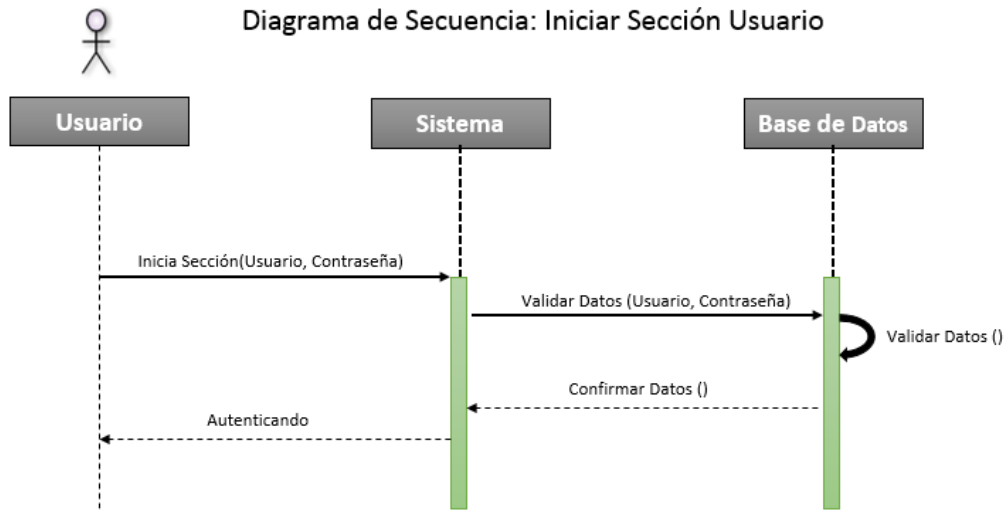 Diagrama de Secuencia: Iniciar Sección Usuario
Usuario
Sistema
Base de Datos
Inicia Sección(Usuario, Contraseña)
Validar Datos (Usuario, Contraseña)
Validar Datos ()
Confirmar Datos ()
Autenticando